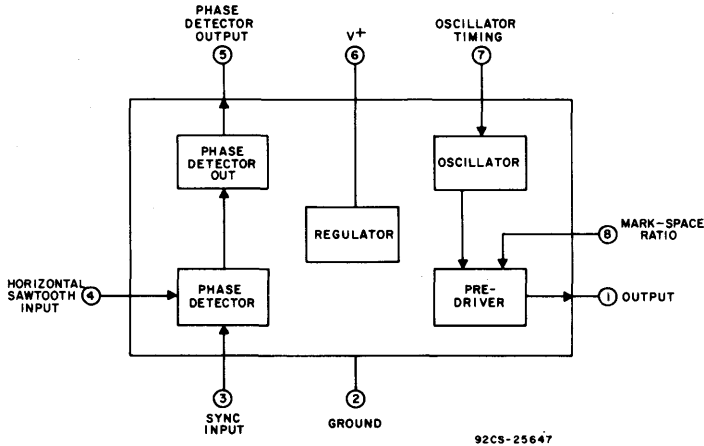 PHASE
DETECTOR
OUTPUT
5
V+
6
OSCILLATOR
TIMING
7
PHASE
DETECTOR
OUT
OSCILLATOR
REGULATOR
8
MARK-SPACE
RATIO
HORIZONTAL
SAWTOOTH
INPUT
4
PHASE
DETECTOR
PRE-
DRIVER
1 OUTPUT
3
SYNC
INPUT
2
GROUND
92CS-25647